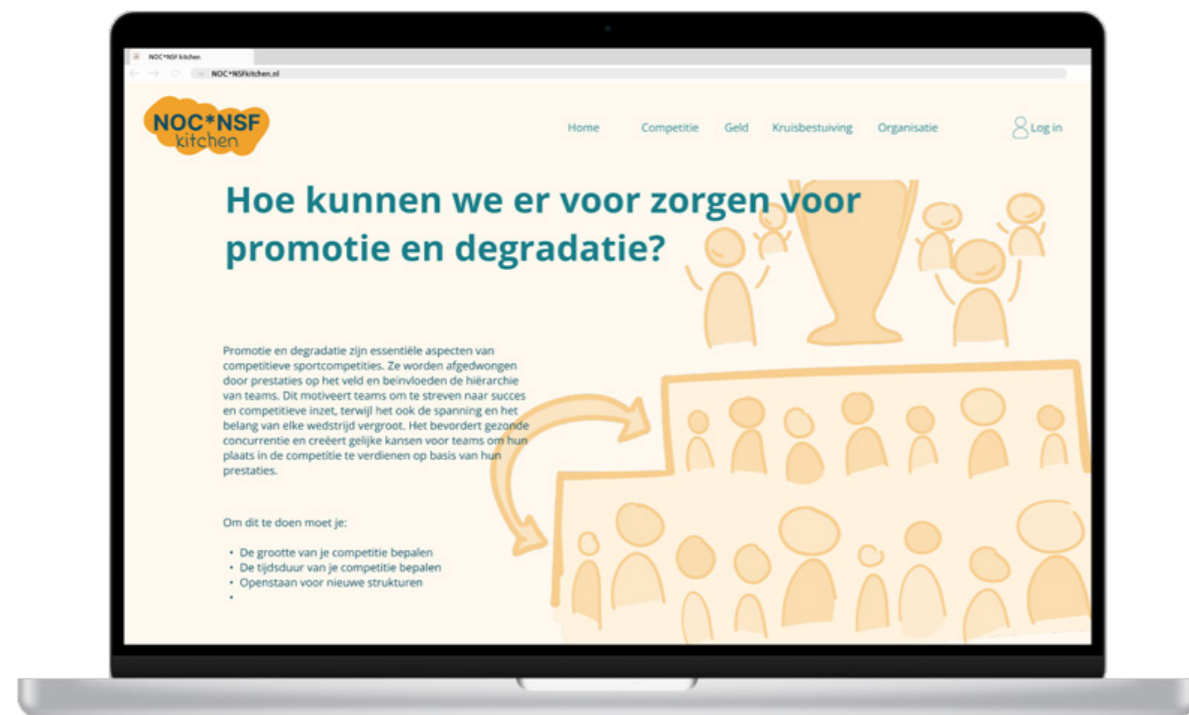 NOC*NSF kitchen
NOC*NSFkitchen.nl
NOC*NSF
kitchen
Home Competitie Geld Kruisbestuiving Organisatie Log in
Hoe kunnen we er voor zorgen voor
promotie en degradatie?
Promotie en degradatie zijn essentiële aspecten van
competitieve sportcompetities. Ze worden afgedwongen
door prestaties op het veld en beïnvloeden de hiërarchie
van teams. Dit motiveert teams om te streven naar succes
en competitieve inzet, terwijl het ook de spanning en het
belang van elke wedstrijd vergroot. Het bevordert gezonde
concurrentie en creëert gelijke kansen voor teams om hun
plaats in de competitie te verdienen op basis van hun
prestaties.
Om dit te doen moet je:
• De grootte van je competitie bepalen
• De tijdsduur van je competitie bepalen
• Openstaan voor nieuwe strukturen
•